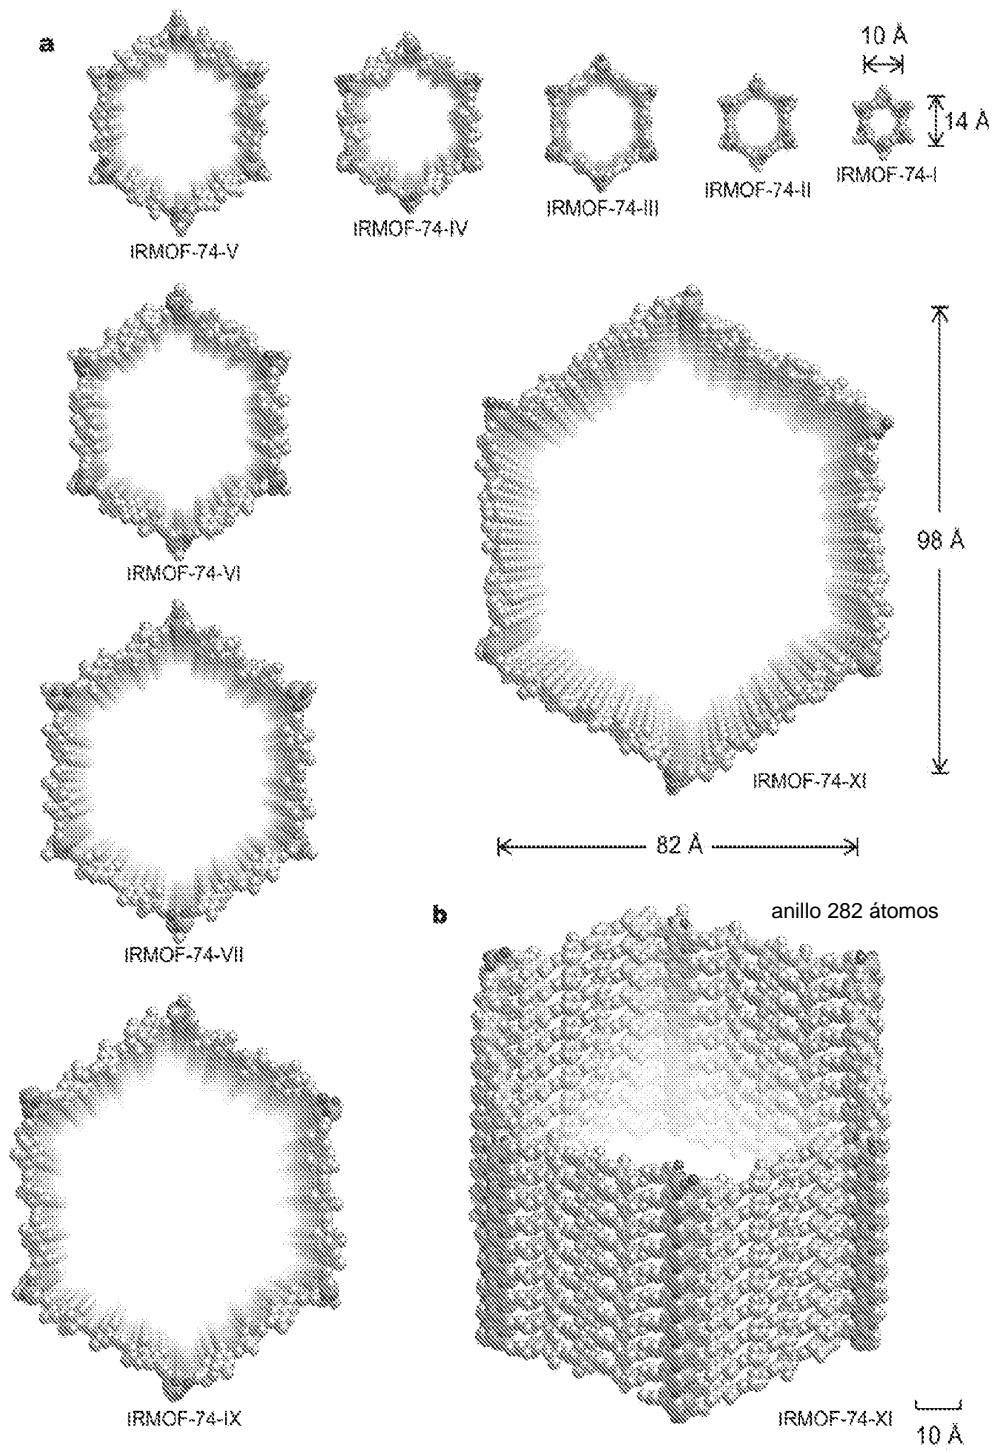 a
10 Å
14 Å
IRMOF-74-V
IRMOF-74-IV
IRMOF-74-III
IRMOF-74-II
IRMOF-74-I
IRMOF-74-VI
98 Å
IRMOF-74-XI
82 Å
IRMOF-74-VII
b
anillo 282 átomos
IRMOF-74-IX
IRMOF-74-XI
10 Å